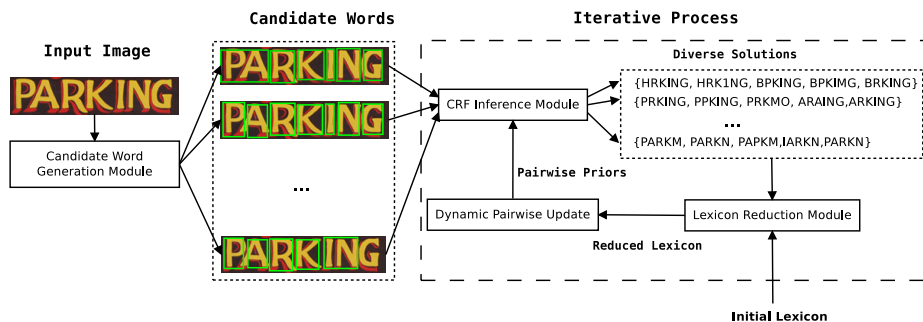 Input Image
PARKING
Candidate Word
Generation Module
Candidate Words
PARKING
PARKING
...
PARKING
Iterative Process
CRF Inference Module
Diverse Solutions
{HRKING, HRK1NG, BPKING, BPKIMG, BRKING}
{PRKING, PPKING, PRKMO, ARAING,ARKING}
...
{PARKM, PARKN, PAPKM,IARKN,PARKN}
Pairwise Priors
Dynamic Pairwise Update
Lexicon Reduction Module
Reduced Lexicon
Initial Lexicon